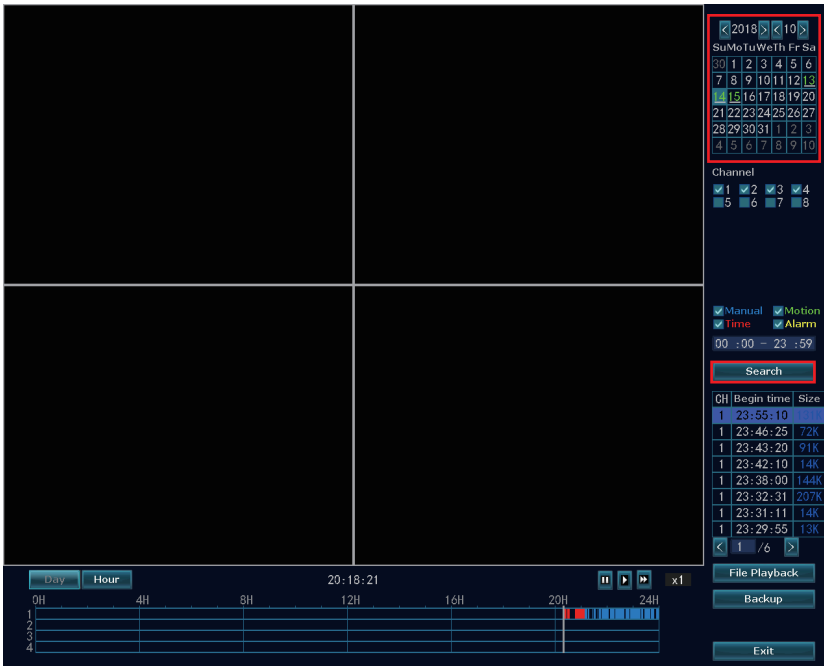 < 2018 > < 10 >
Su Mo Tu We Th Fr Sa
30 1 2 3 4 5 6
7 8 9 10 11 12 13
14 15 16 17 18 19 20
21 22 23 24 25 26 27
28 29 30 31 1 2 3
4 5 6 7 8 9 10
Channel
1 2 3 4
5 6 7 8
Manual Motion
Time Alarm
00 :00 - 23 :59
Search
CH Begin time Size
1 23:55:10
1 23:46:25 72K
1 23:43:20 91K
1 23:42:10 14K
1 23:38:00 144K
1 23:32:31 207K
1 23:31:11 14K
1 23:29:55 13K
< 1 /6 >
File Playback
Backup
Exit
Day Hour 20:18:21 x1
0H 4H 8H 12H 16H 20H 24H
1
2
3
4